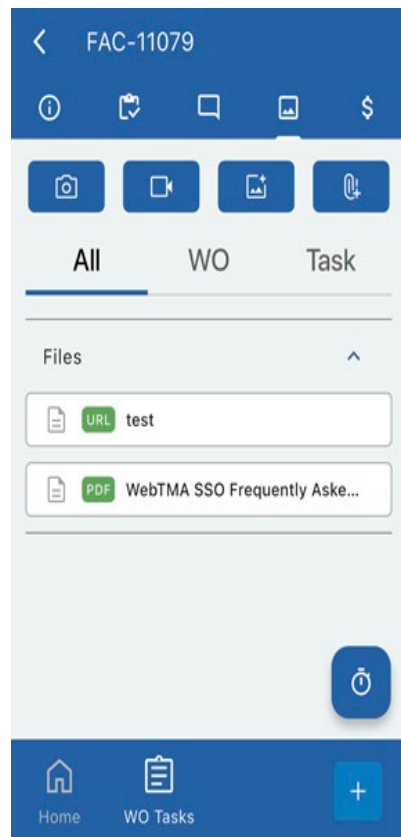 FAC-11079
$
All WO Task
Files
URL test
PDF WebTMA SSO Frequently Aske...
Home WO Tasks